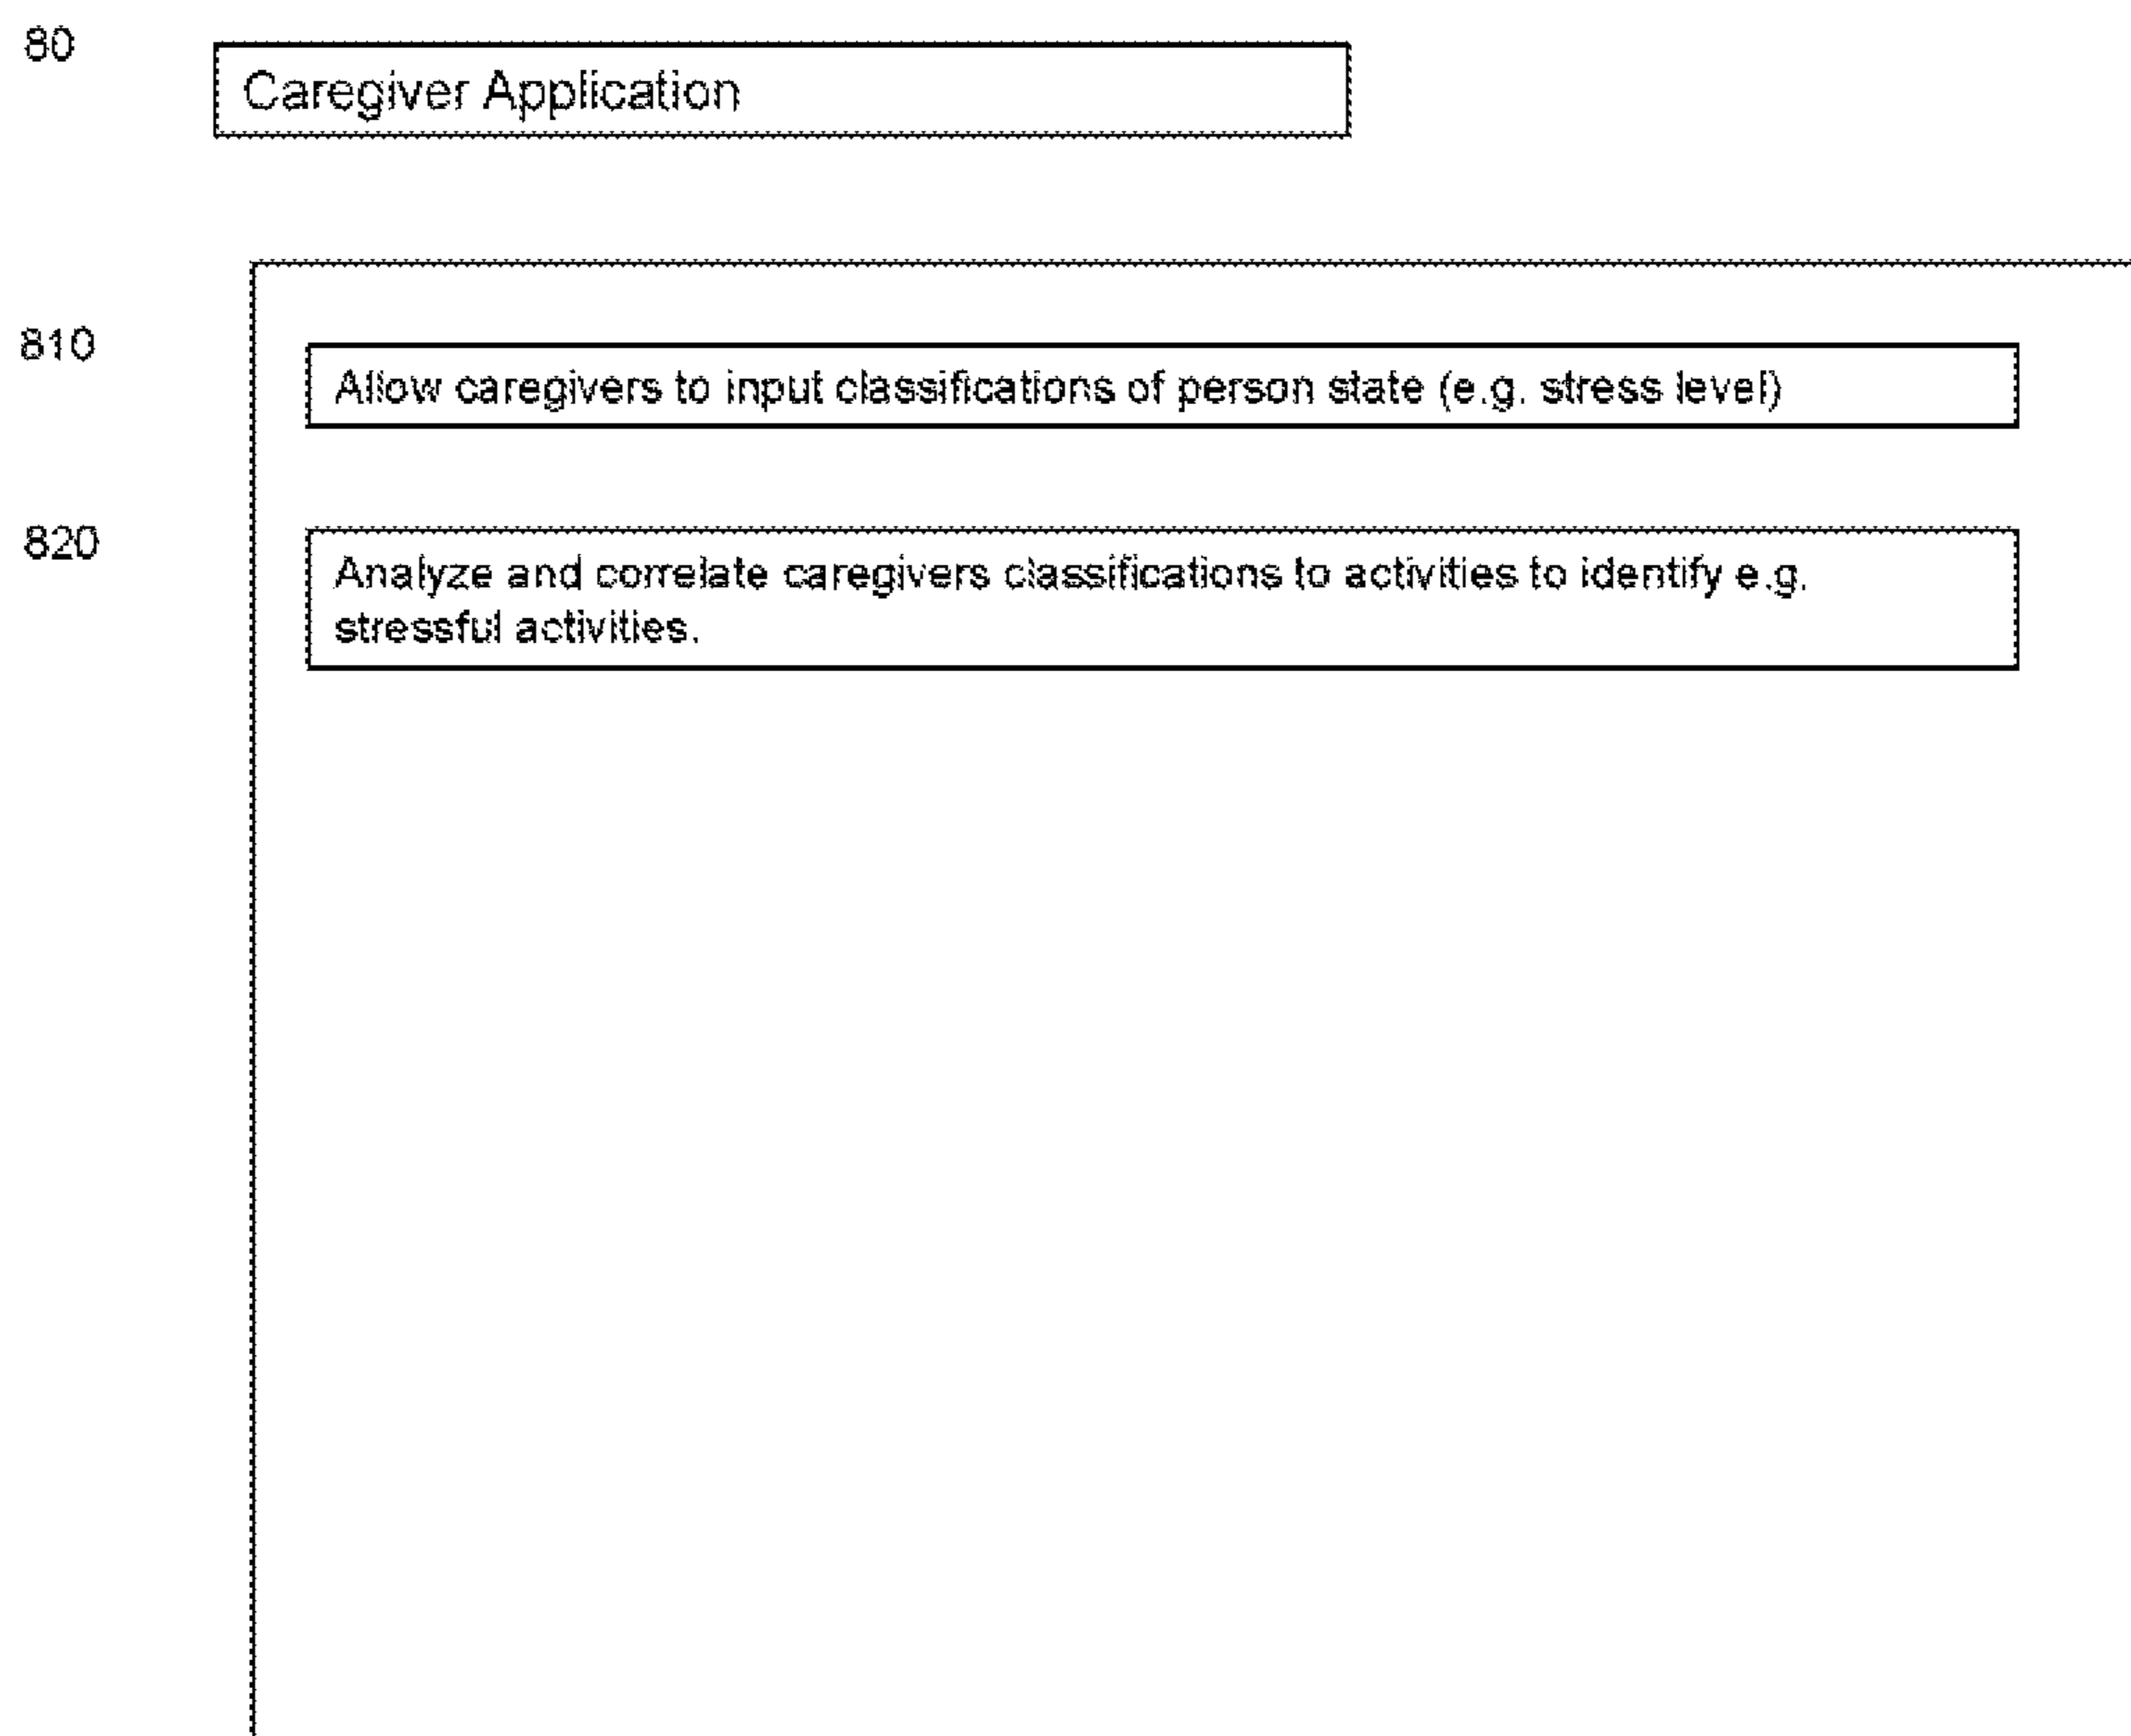 80
Caregiver Application
810
Allow caregivers to input classifications of person state (e.g. stress level)
820
Analyze and correlate caregivers classifications to activities to identify e.g.
stressful activities.